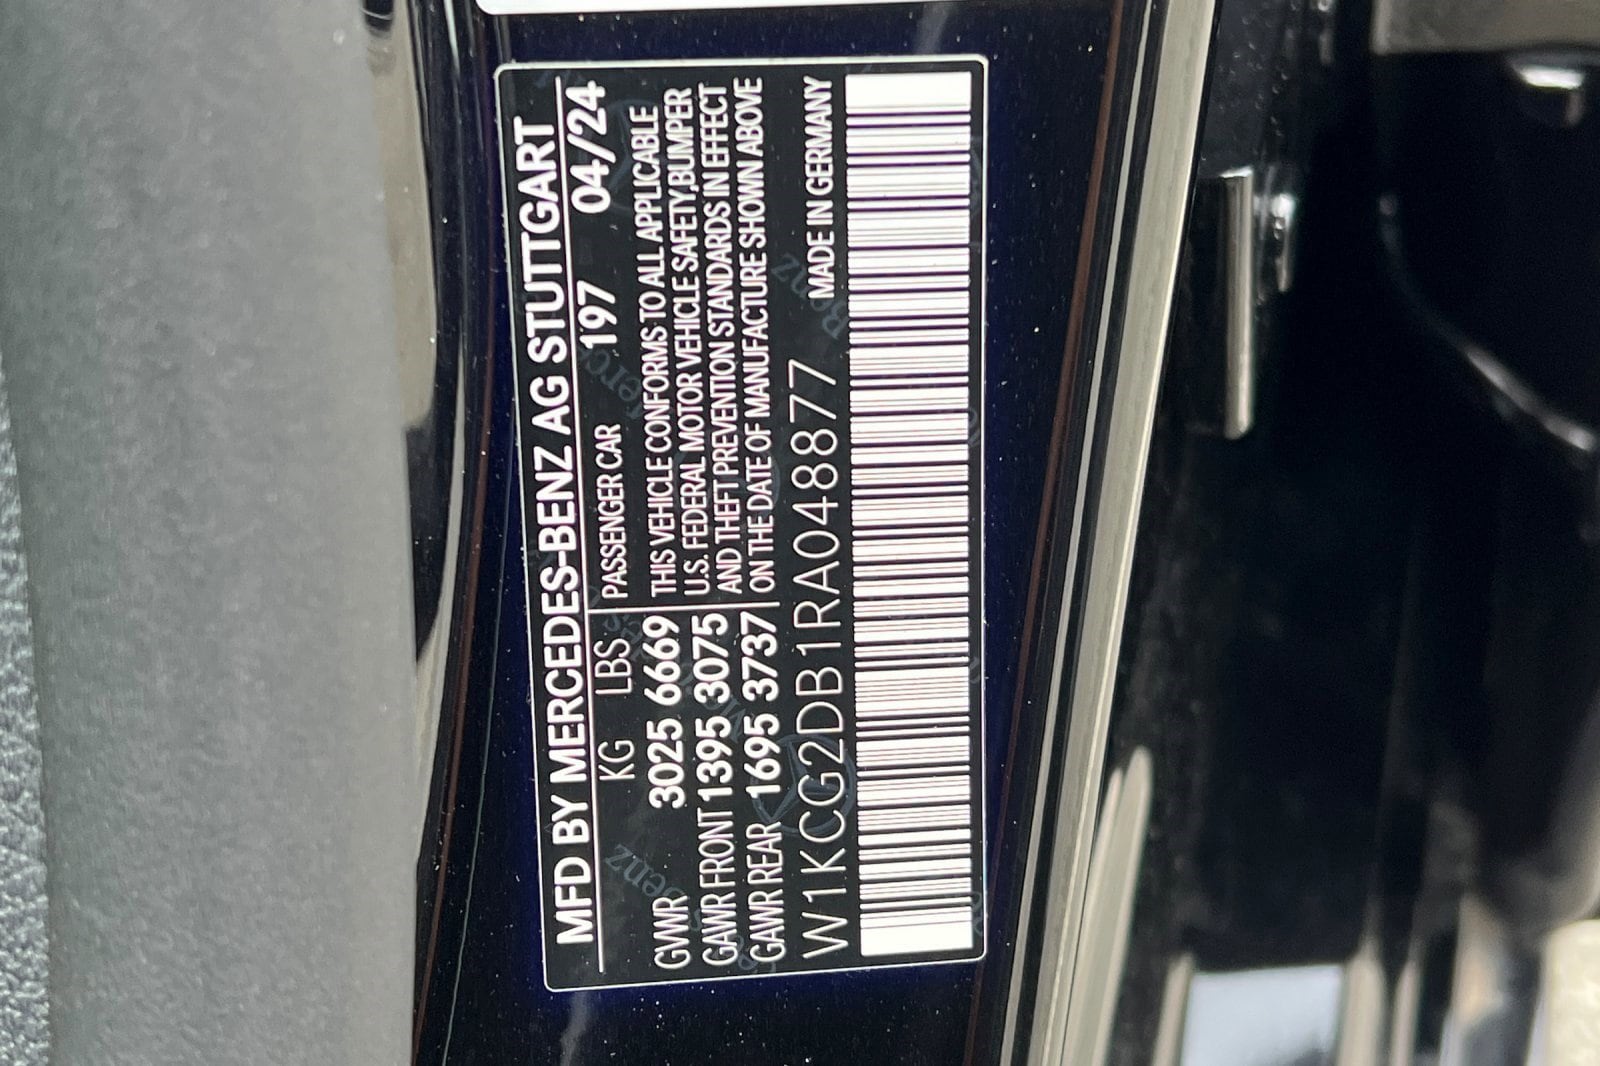 MFD BY MERCEDES-BENZ AG STUTTGART
KG LBS PASSENGER CAR 197 04/24
GVWR 3025 6669 THIS VEHICLE CONFORMS TO ALL APPLICABLE
GAWR FRONT 1395 3075 U.S. FEDERAL MOTOR VEHICLE SAFETY,BUMPER
AND THEFT PREVENTION STANDARDS IN EFFECT
GAWR REAR 1695 3737 ON THE DATE OF MANUFACTURE SHOWN ABOVE
W1KCG2DB1RA048877 MADE IN GERMANY